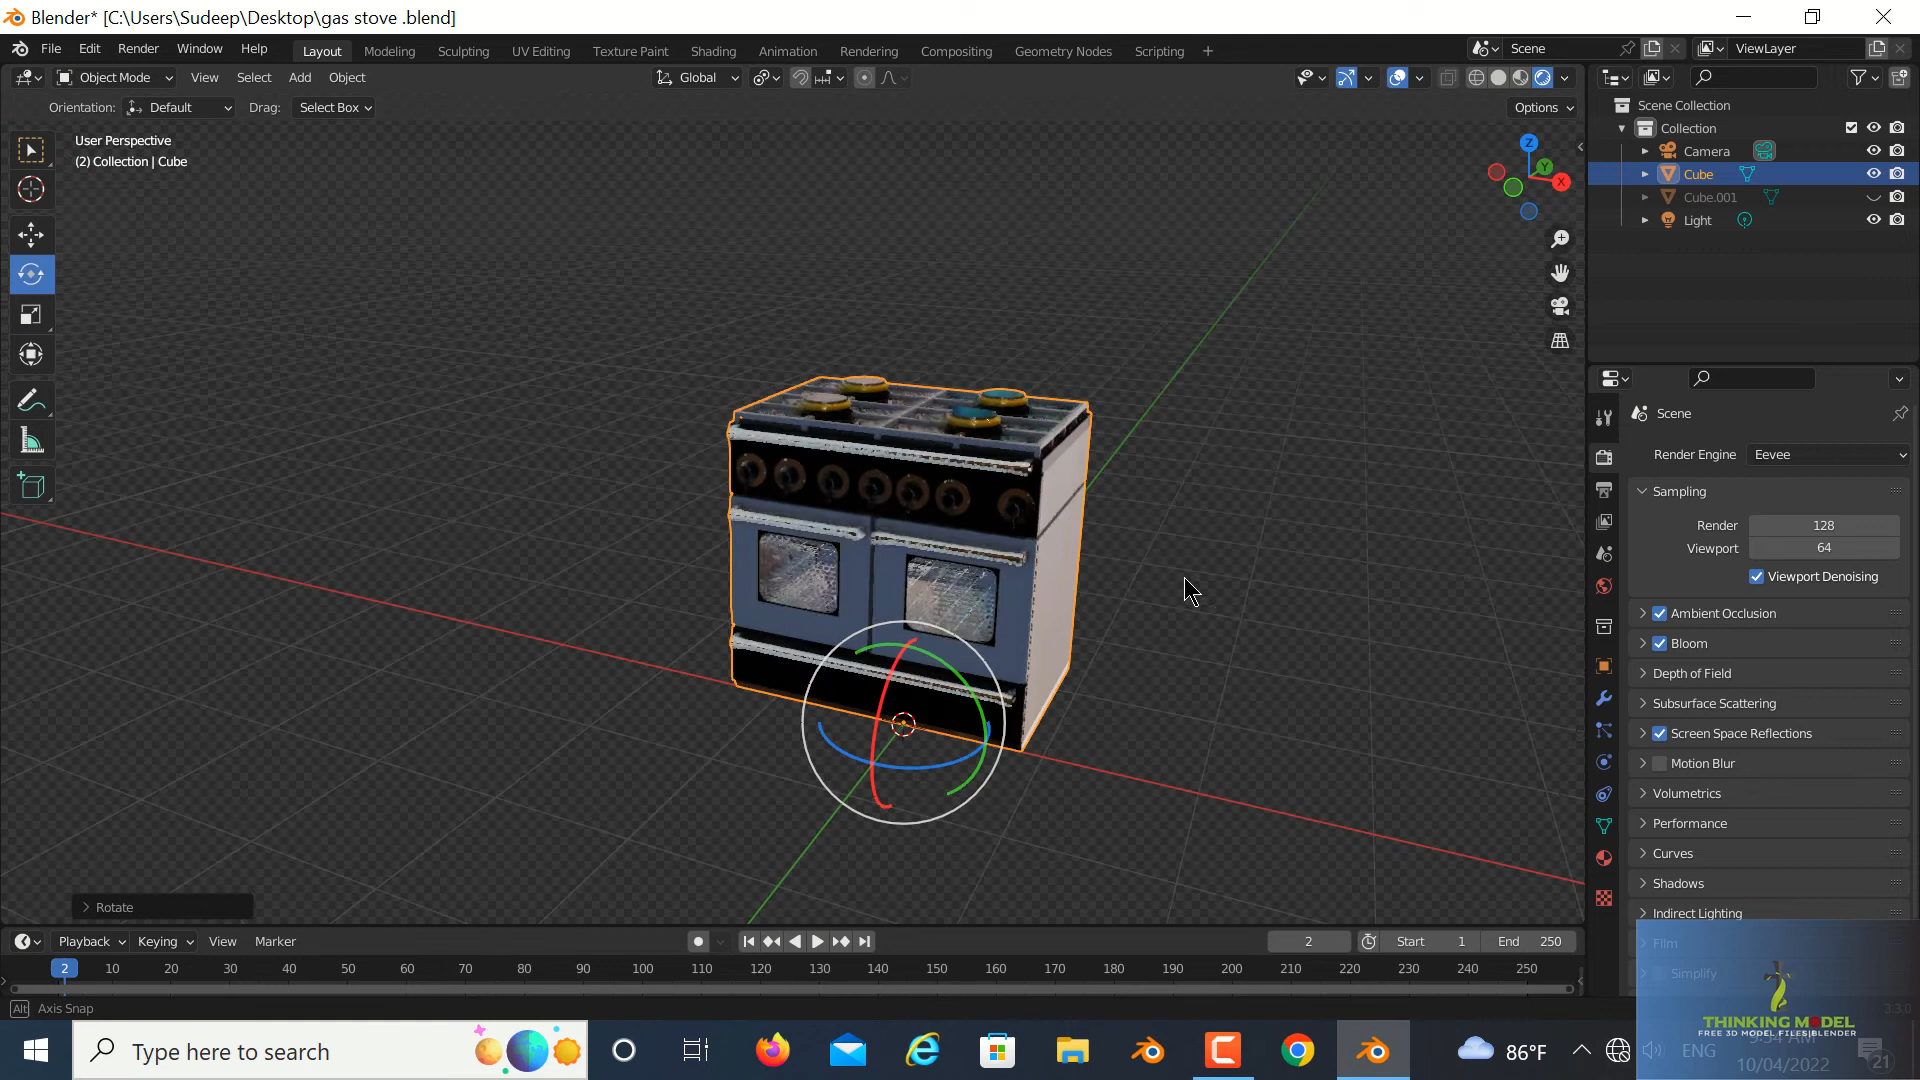 Blender* [C:\Users\Sudeep\Desktop\gas stove .blend]
File Edit Render Window Help Layout Modeling Sculpting UV Editing Texture Paint Shading Animation Rendering Compositing Geometry Nodes Scripting + Scene ViewLayer
Object Mode View Select Add Object Global
Orientation: Default Drag: Select Box Options
User Perspective
(2) Collection | Cube
Z
Y
X
Scene Collection
Collection
Camera
Cube
Cube.001
Light
Scene
Render Engine Eevee
Sampling
Render 128
Viewport 64
Viewport Denoising
Ambient Occlusion
Bloom
Depth of Field
Subsurface Scattering
Screen Space Reflections
Motion Blur
Volumetrics
Performance
Curves
Shadows
Indirect Lighting
Film
Simplify
Rotate
Playback Keying View Marker 2 Start 1 End 250
2 10 20 30 40 50 60 70 80 90 100 110 120 130 140 150 160 170 180 190 200 210 220 230 240 250
Alt Axis Snap 3.3.0
THINKING MODEL
FREE 3D MODEL FILES|BLENDER
Type here to search 86°F ENG 9:54 AM
10/04/2022 21